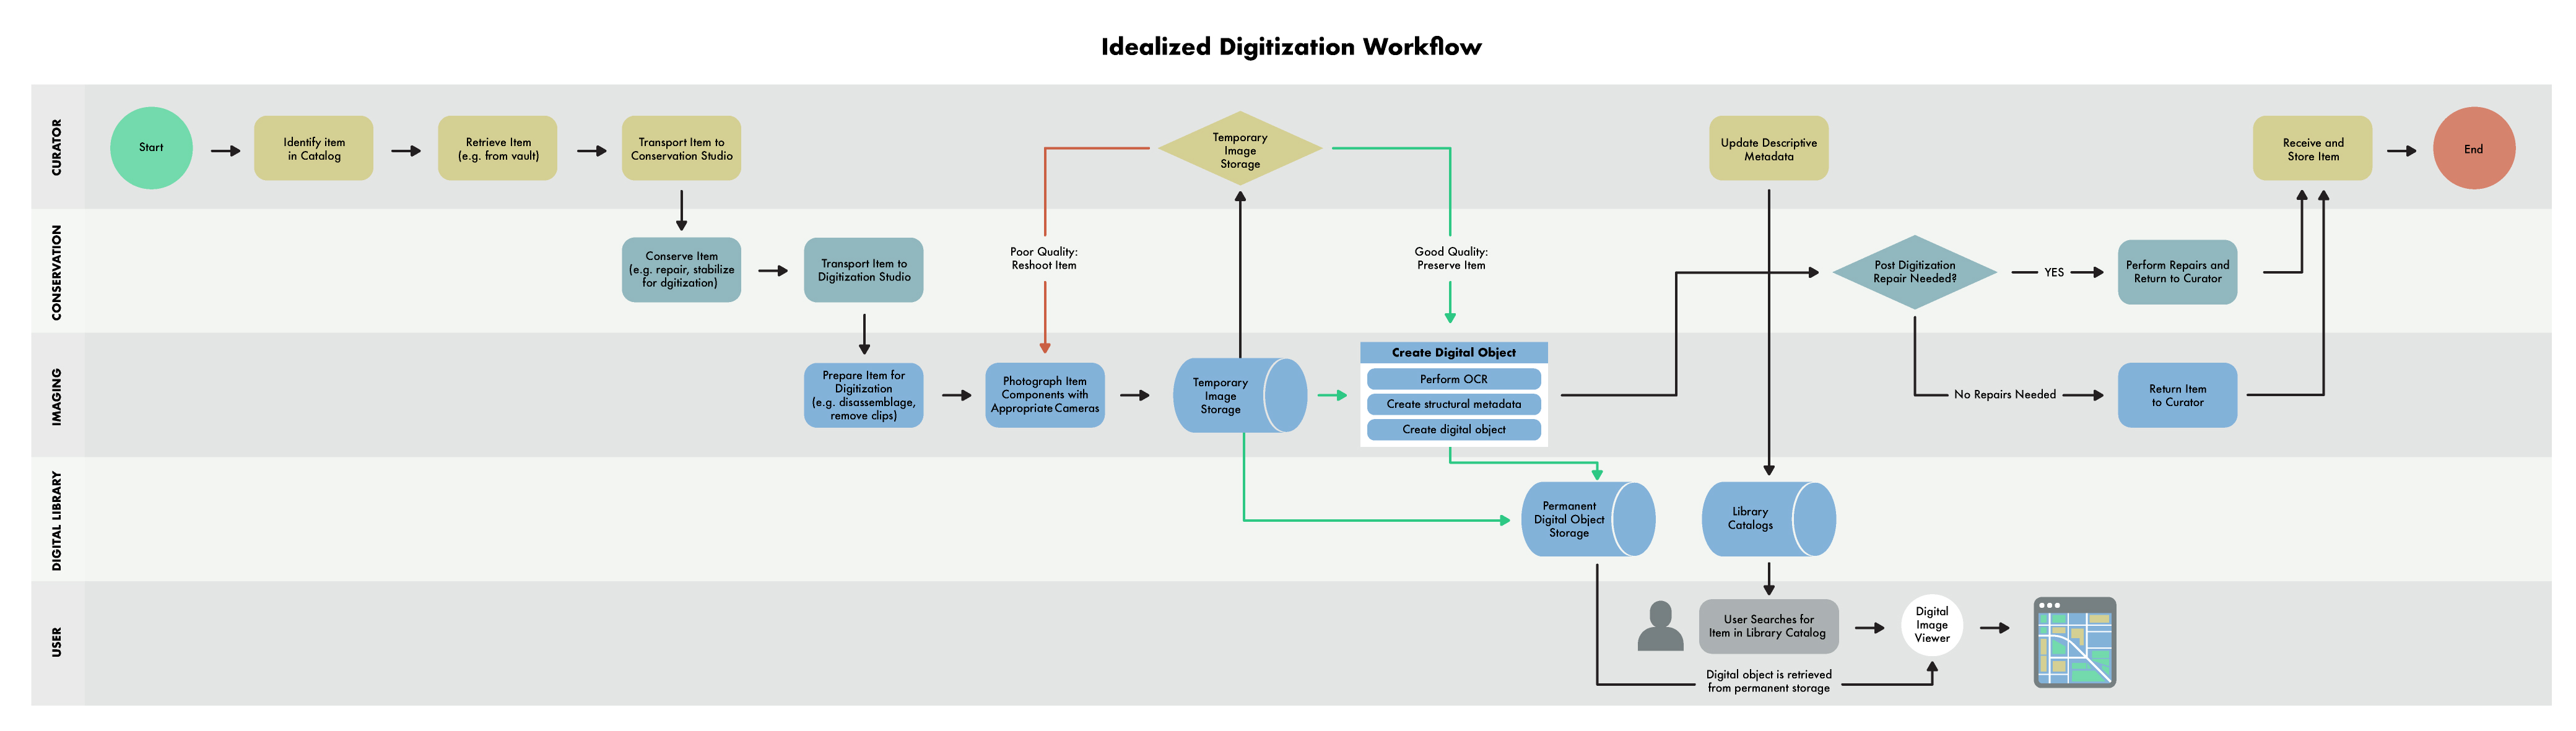 Idealized Digitization Workflow
CURATOR
Start
Identify item
in Catalog
Retrieve Item
(e.g. from vault)
Transport Item to
Conservation Studio
Temporary
Image
Storage
Update Descriptive
Metadata
Receive and
Store Item
End
CONSERVATION
Conserve Item
(e.g. repair, stabilize
for dgitization)
Transport Item to
Digitization Studio
Poor Quality:
Reshoot Item
Good Quality:
Preserve Item
Post Digitization
Repair Needed?
YES
Perform Repairs and
Return to Curator
IMAGING
Prepare Item for
Digitization
(e.g. disassemblage,
remove clips)
Photograph Item
Components with
Appropriate Cameras
Temporary
Image
Storage
Create Digital Object
Perform OCR
Create structural metadata
Create digital object
No Repairs Needed
Return Item
to Curator
DIGITAL LIBRARY
Permanent
Digital Object
Storage
Library
Catalogs
USER
User Searches for
Item in Library Catalog
Digital
Image
Viewer
Digital object is retrieved
from permanent storage